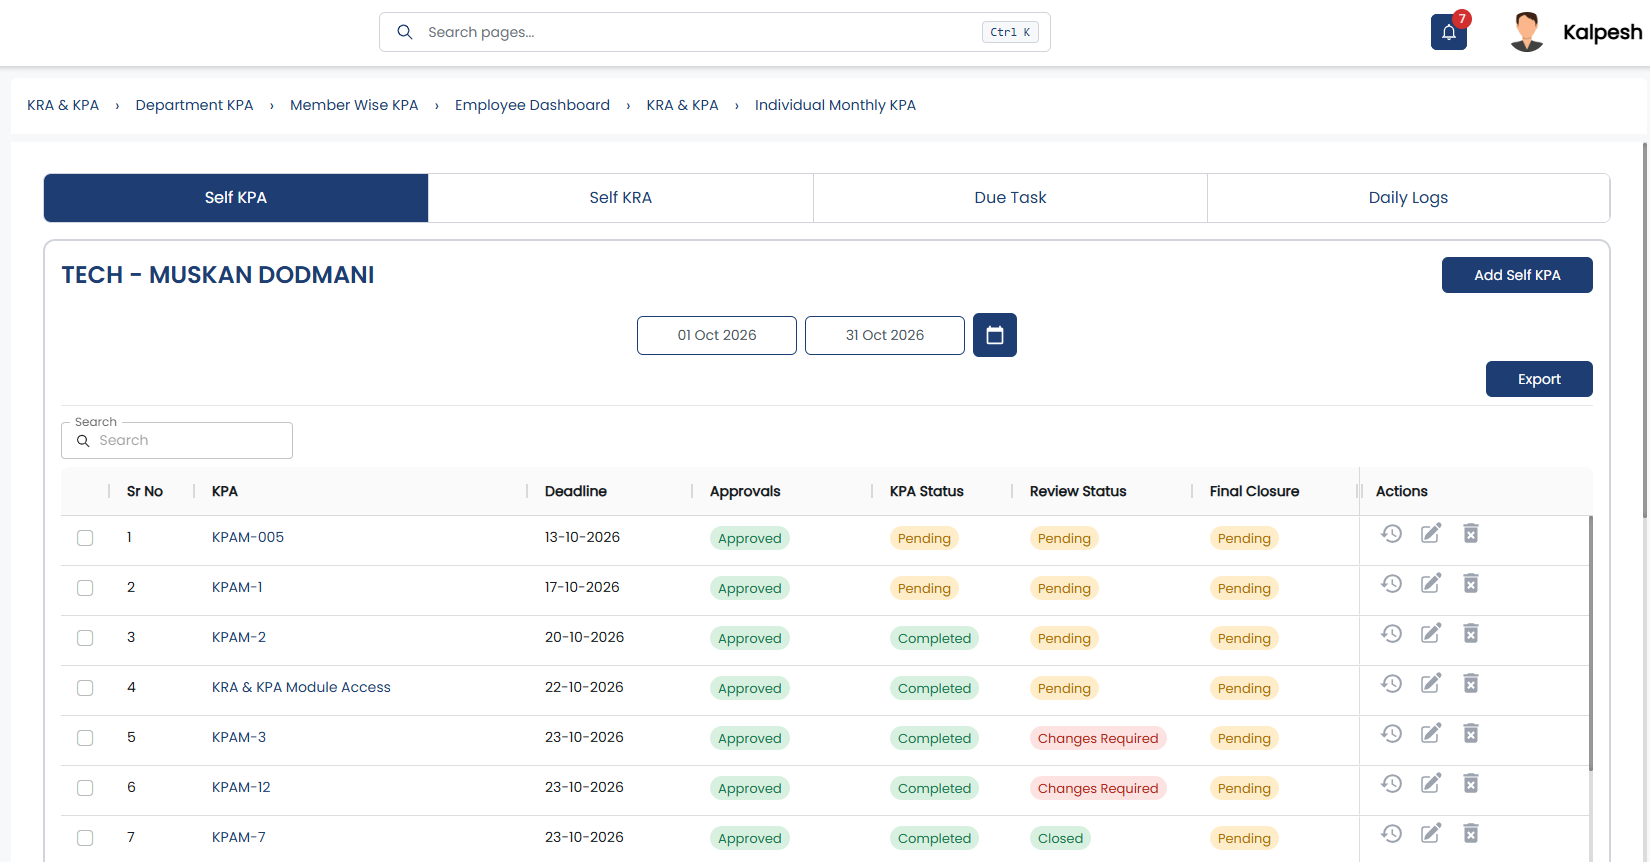 Search pages... Ctrl K 7 Kalpesh
KRA & KPA › Department KPA › Member Wise KPA › Employee Dashboard › KRA & KPA › Individual Monthly KPA
Self KPA Self KRA Due Task Daily Logs
TECH - MUSKAN DODMANI Add Self KPA
01 Oct 2026 31 Oct 2026
Export
Search
Search
Sr No KPA Deadline Approvals KPA Status Review Status Final Closure Actions
1 KPAM-005 13-10-2026 Approved Pending Pending Pending
2 KPAM-1 17-10-2026 Approved Pending Pending Pending
3 KPAM-2 20-10-2026 Approved Completed Pending Pending
4 KRA & KPA Module Access 22-10-2026 Approved Completed Pending Pending
5 KPAM-3 23-10-2026 Approved Completed Changes Required Pending
6 KPAM-12 23-10-2026 Approved Completed Changes Required Pending
7 KPAM-7 23-10-2026 Approved Completed Closed Pending